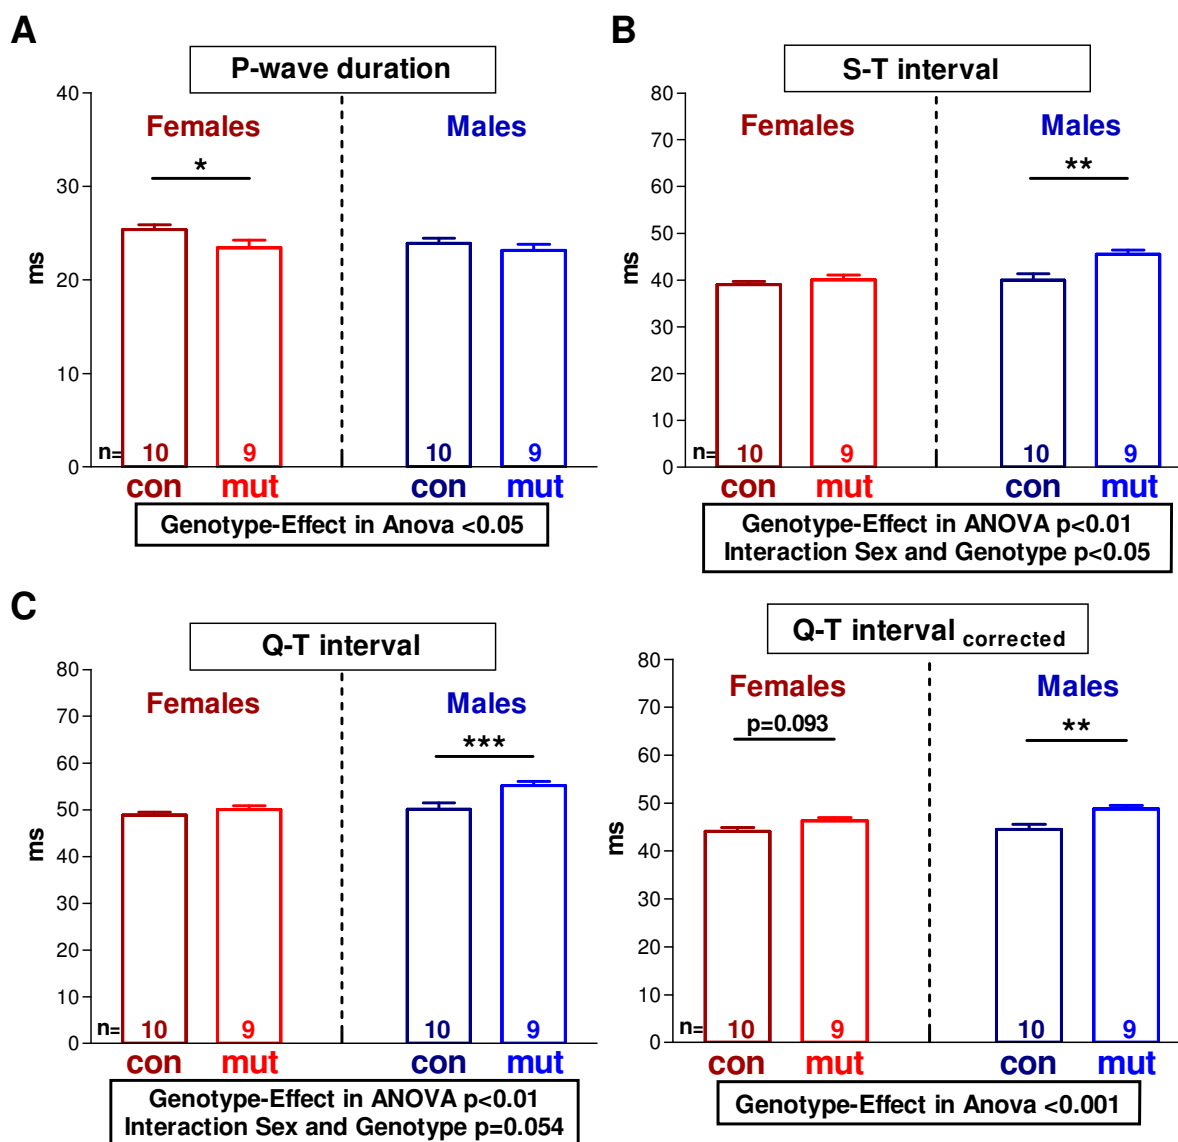 A
P-wave duration
40
30
20
10
0
ms
Females
Males
*
n=
10
9
10
9
con
mut
con
mut
Genotype-Effect in Anova <0.05
B
S-T interval
80
70
60
50
40
30
20
10
0
ms
Females
Males
**
n=
10
9
10
9
con
mut
con
mut
Genotype-Effect in ANOVA p<0.01
Interaction Sex and Genotype p<0.05
C
Q-T interval
80
70
60
50
40
30
20
10
0
ms
Females
Males
***
n=
10
9
10
9
con
mut
con
mut
Genotype-Effect in ANOVA p<0.01
Interaction Sex and Genotype p=0.054
Q-T interval corrected
80
70
60
50
40
30
20
10
0
ms
Females
Males
p=0.093
**
n=
10
9
10
9
con
mut
con
mut
Genotype-Effect in Anova <0.001